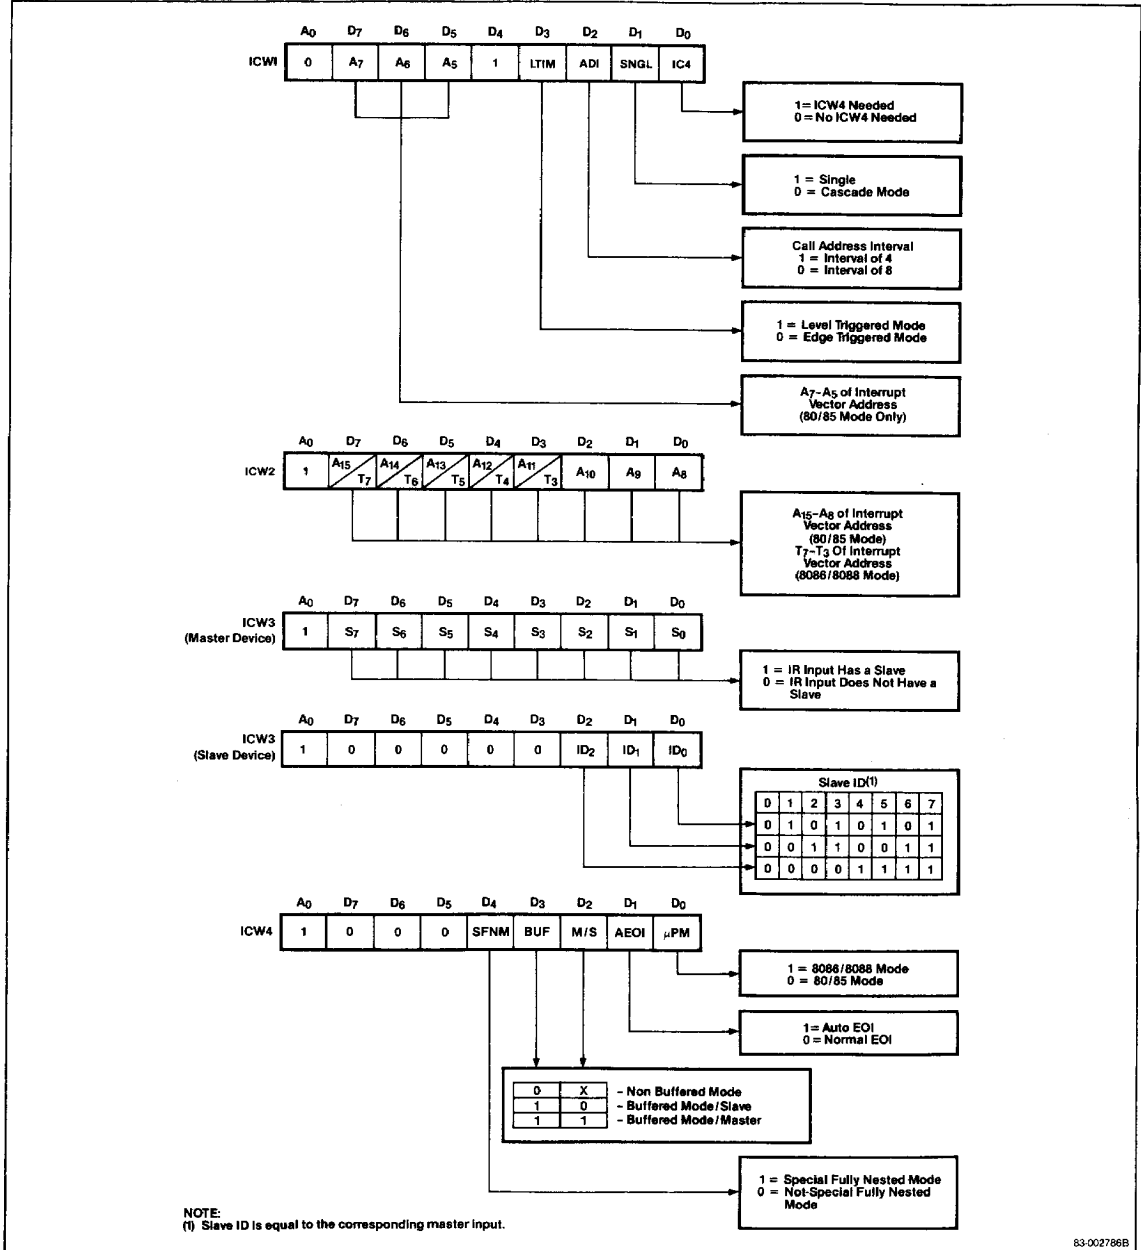 A0 D7 D6 D5 D4 D3 D2 D1 D0
ICW1 0 A7 A6 A5 1 LTIM ADI SNGL IC4
1= ICW4 Needed
0 = No ICW4 Needed
1 = Single
0 = Cascade Mode
Call Address Interval
1 = Interval of 4
0 = Interval of 8
1 = Level Triggered Mode
0 = Edge Triggered Mode
A7–A5 of Interrupt
Vector Address
(80/85 Mode Only)
A0 D7 D6 D5 D4 D3 D2 D1 D0
ICW2 1 A15/T7 A14/T6 A13/T5 A12/T4 A11/T3 A10 A9 A8
A15–A8 of Interrupt
Vector Address
(80/85 Mode)
T7–T3 Of Interrupt
Vector Address
(8086/8088 Mode)
A0 D7 D6 D5 D4 D3 D2 D1 D0
ICW3
(Master Device)
1 S7 S6 S5 S4 S3 S2 S1 S0
1 = IR Input Has a Slave
0 = IR Input Does Not Have a
Slave
A0 D7 D6 D5 D4 D3 D2 D1 D0
ICW3
(Slave Device)
1 0 0 0 0 0 ID2 ID1 ID0
Slave ID(1)
0 1 2 3 4 5 6 7
0 1 0 1 0 1 0 1
0 0 1 1 0 0 1 1
0 0 0 0 1 1 1 1
A0 D7 D6 D5 D4 D3 D2 D1 D0
ICW4 1 0 0 0 SFNM BUF M/S AEOI µPM
1 = 8086/8088 Mode
0 = 80/85 Mode
1= Auto EOI
0 = Normal EOI
0 X – Non Buffered Mode
1 0 – Buffered Mode/Slave
1 1 – Buffered Mode/Master
1 = Special Fully Nested Mode
0 = Not-Special Fully Nested
Mode
NOTE:
(1) Slave ID is equal to the corresponding master input.
83-002786B